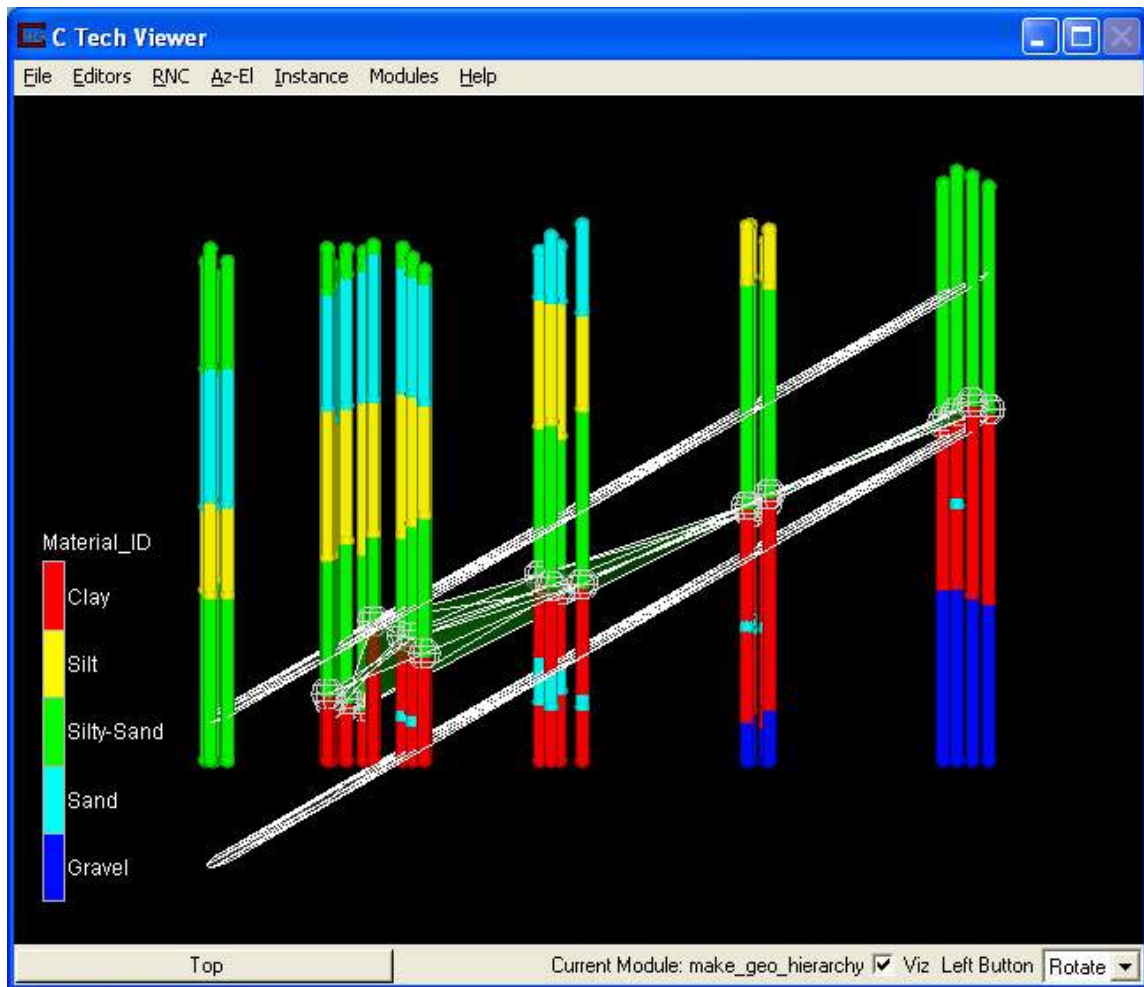 C Tech Viewer
File Editors RNC Az-El Instance Modules Help
Material_ID
Clay
Silt
Silty-Sand
Sand
Gravel
Top Current Module: make_geo_hierarchy Viz Left Button Rotate